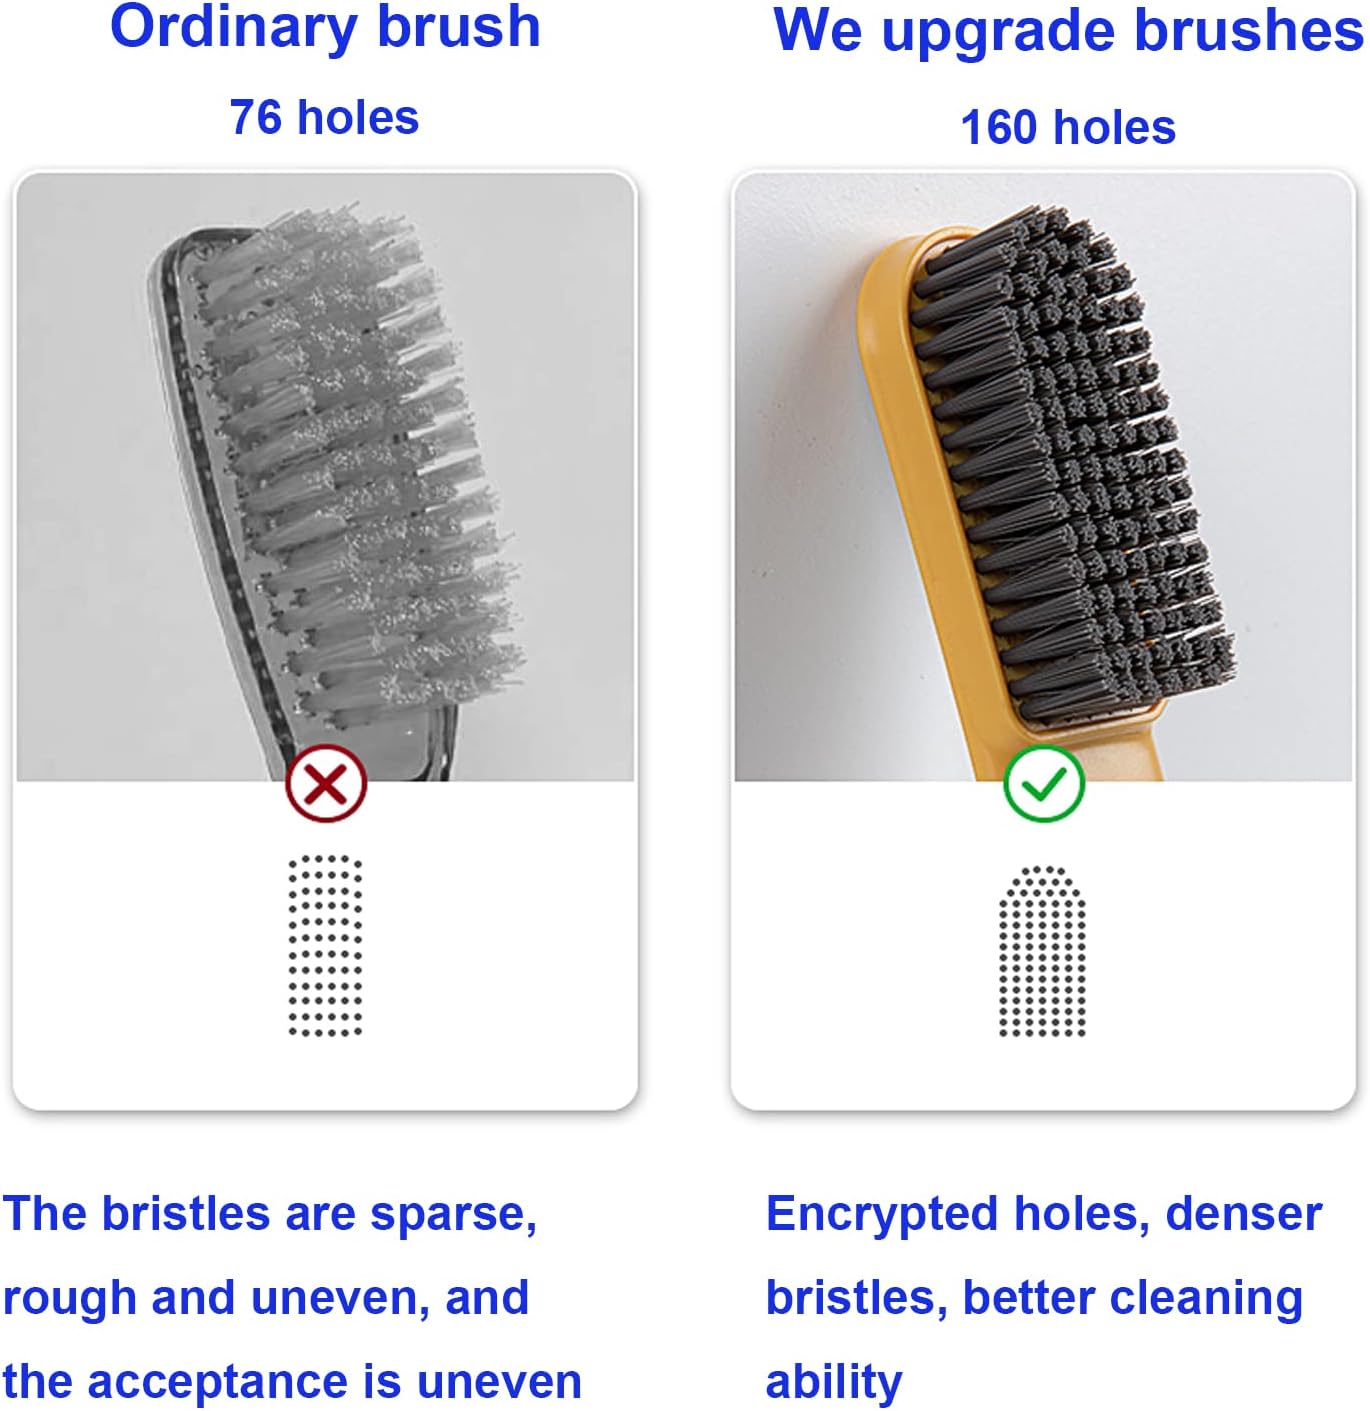 Ordinary brush
76 holes
The bristles are sparse,
rough and uneven, and
the acceptance is uneven
We upgrade brushes
160 holes
Encrypted holes, denser
bristles, better cleaning
ability